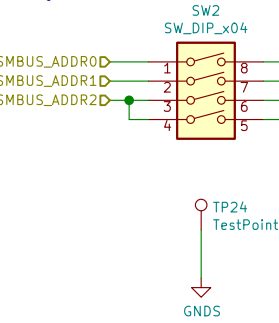 SW2
SW_DIP_x04
SMBUS_ADDR0
1
8
SMBUS_ADDR1
2
7
SMBUS_ADDR2
3
6
4
5
TP24
TestPoint
GNDS